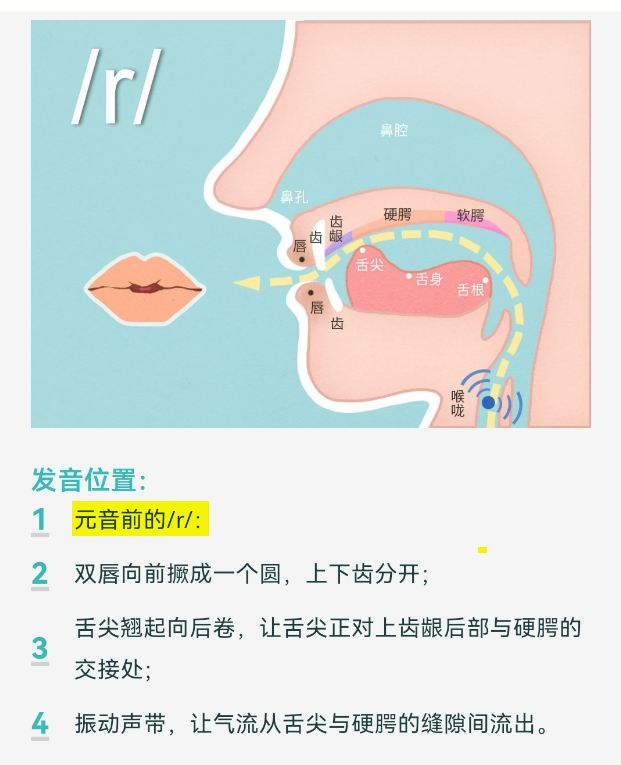 /r/
鼻腔
鼻孔
齿龈
硬腭
软腭
唇
齿
舌尖
舌身
舌根
唇
齿
喉咙
发音位置：
1 元音前的/r/：
2 双唇向前撅成一个圆，上下齿分开；
3 舌尖翘起向后卷，让舌尖正对上齿龈后部与硬腭的
交接处；
4 振动声带，让气流从舌尖与硬腭的缝隙间流出。